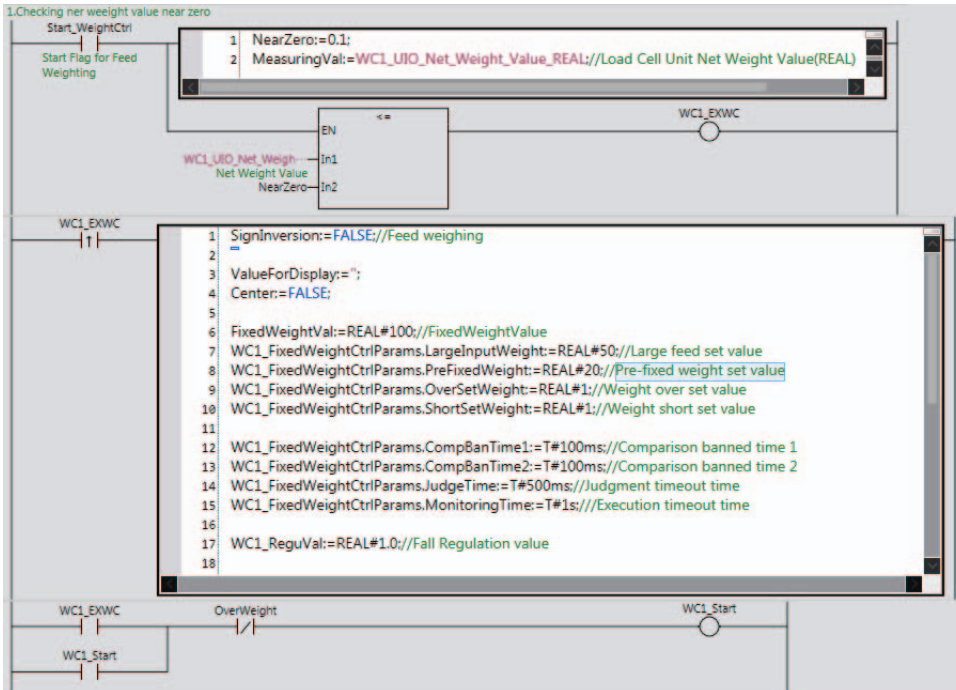 1.Checking ner weeight value near zero
Start_WeightCtrl
Start Flag for Feed
Weighting
1 NearZero:=0.1;
2 MeasuringVal:=WC1_UIO_Net_Weight_Value_REAL;//Load Cell Unit Net Weight Value(REAL)
<=
EN
WC1_EXWC
WC1_UIO_Net_Weigh··· In1
Net Weight Value
NearZero In2
WC1_EXWC
1 SignInversion:=FALSE;//Feed weighing
2
3 ValueForDisplay:='';
4 Center:=FALSE;
5
6 FixedWeightVal:=REAL#100;//FixedWeightValue
7 WC1_FixedWeightCtrlParams.LargeInputWeight:=REAL#50;//Large feed set value
8 WC1_FixedWeightCtrlParams.PreFixedWeight:=REAL#20;//Pre-fixed weight set value
9 WC1_FixedWeightCtrlParams.OverSetWeight:=REAL#1;//Weight over set value
10 WC1_FixedWeightCtrlParams.ShortSetWeight:=REAL#1;//Weight short set value
11
12 WC1_FixedWeightCtrlParams.CompBanTime1:=T#100ms;//Comparison banned time 1
13 WC1_FixedWeightCtrlParams.CompBanTime2:=T#100ms;//Comparison banned time 2
14 WC1_FixedWeightCtrlParams.JudgeTime:=T#500ms;//Judgment timeout time
15 WC1_FixedWeightCtrlParams.MonitoringTime:=T#1s;///Execution timeout time
16
17 WC1_ReguVal:=REAL#1.0;//Fall Regulation value
18
WC1_EXWC OverWeight WC1_Start
WC1_Start